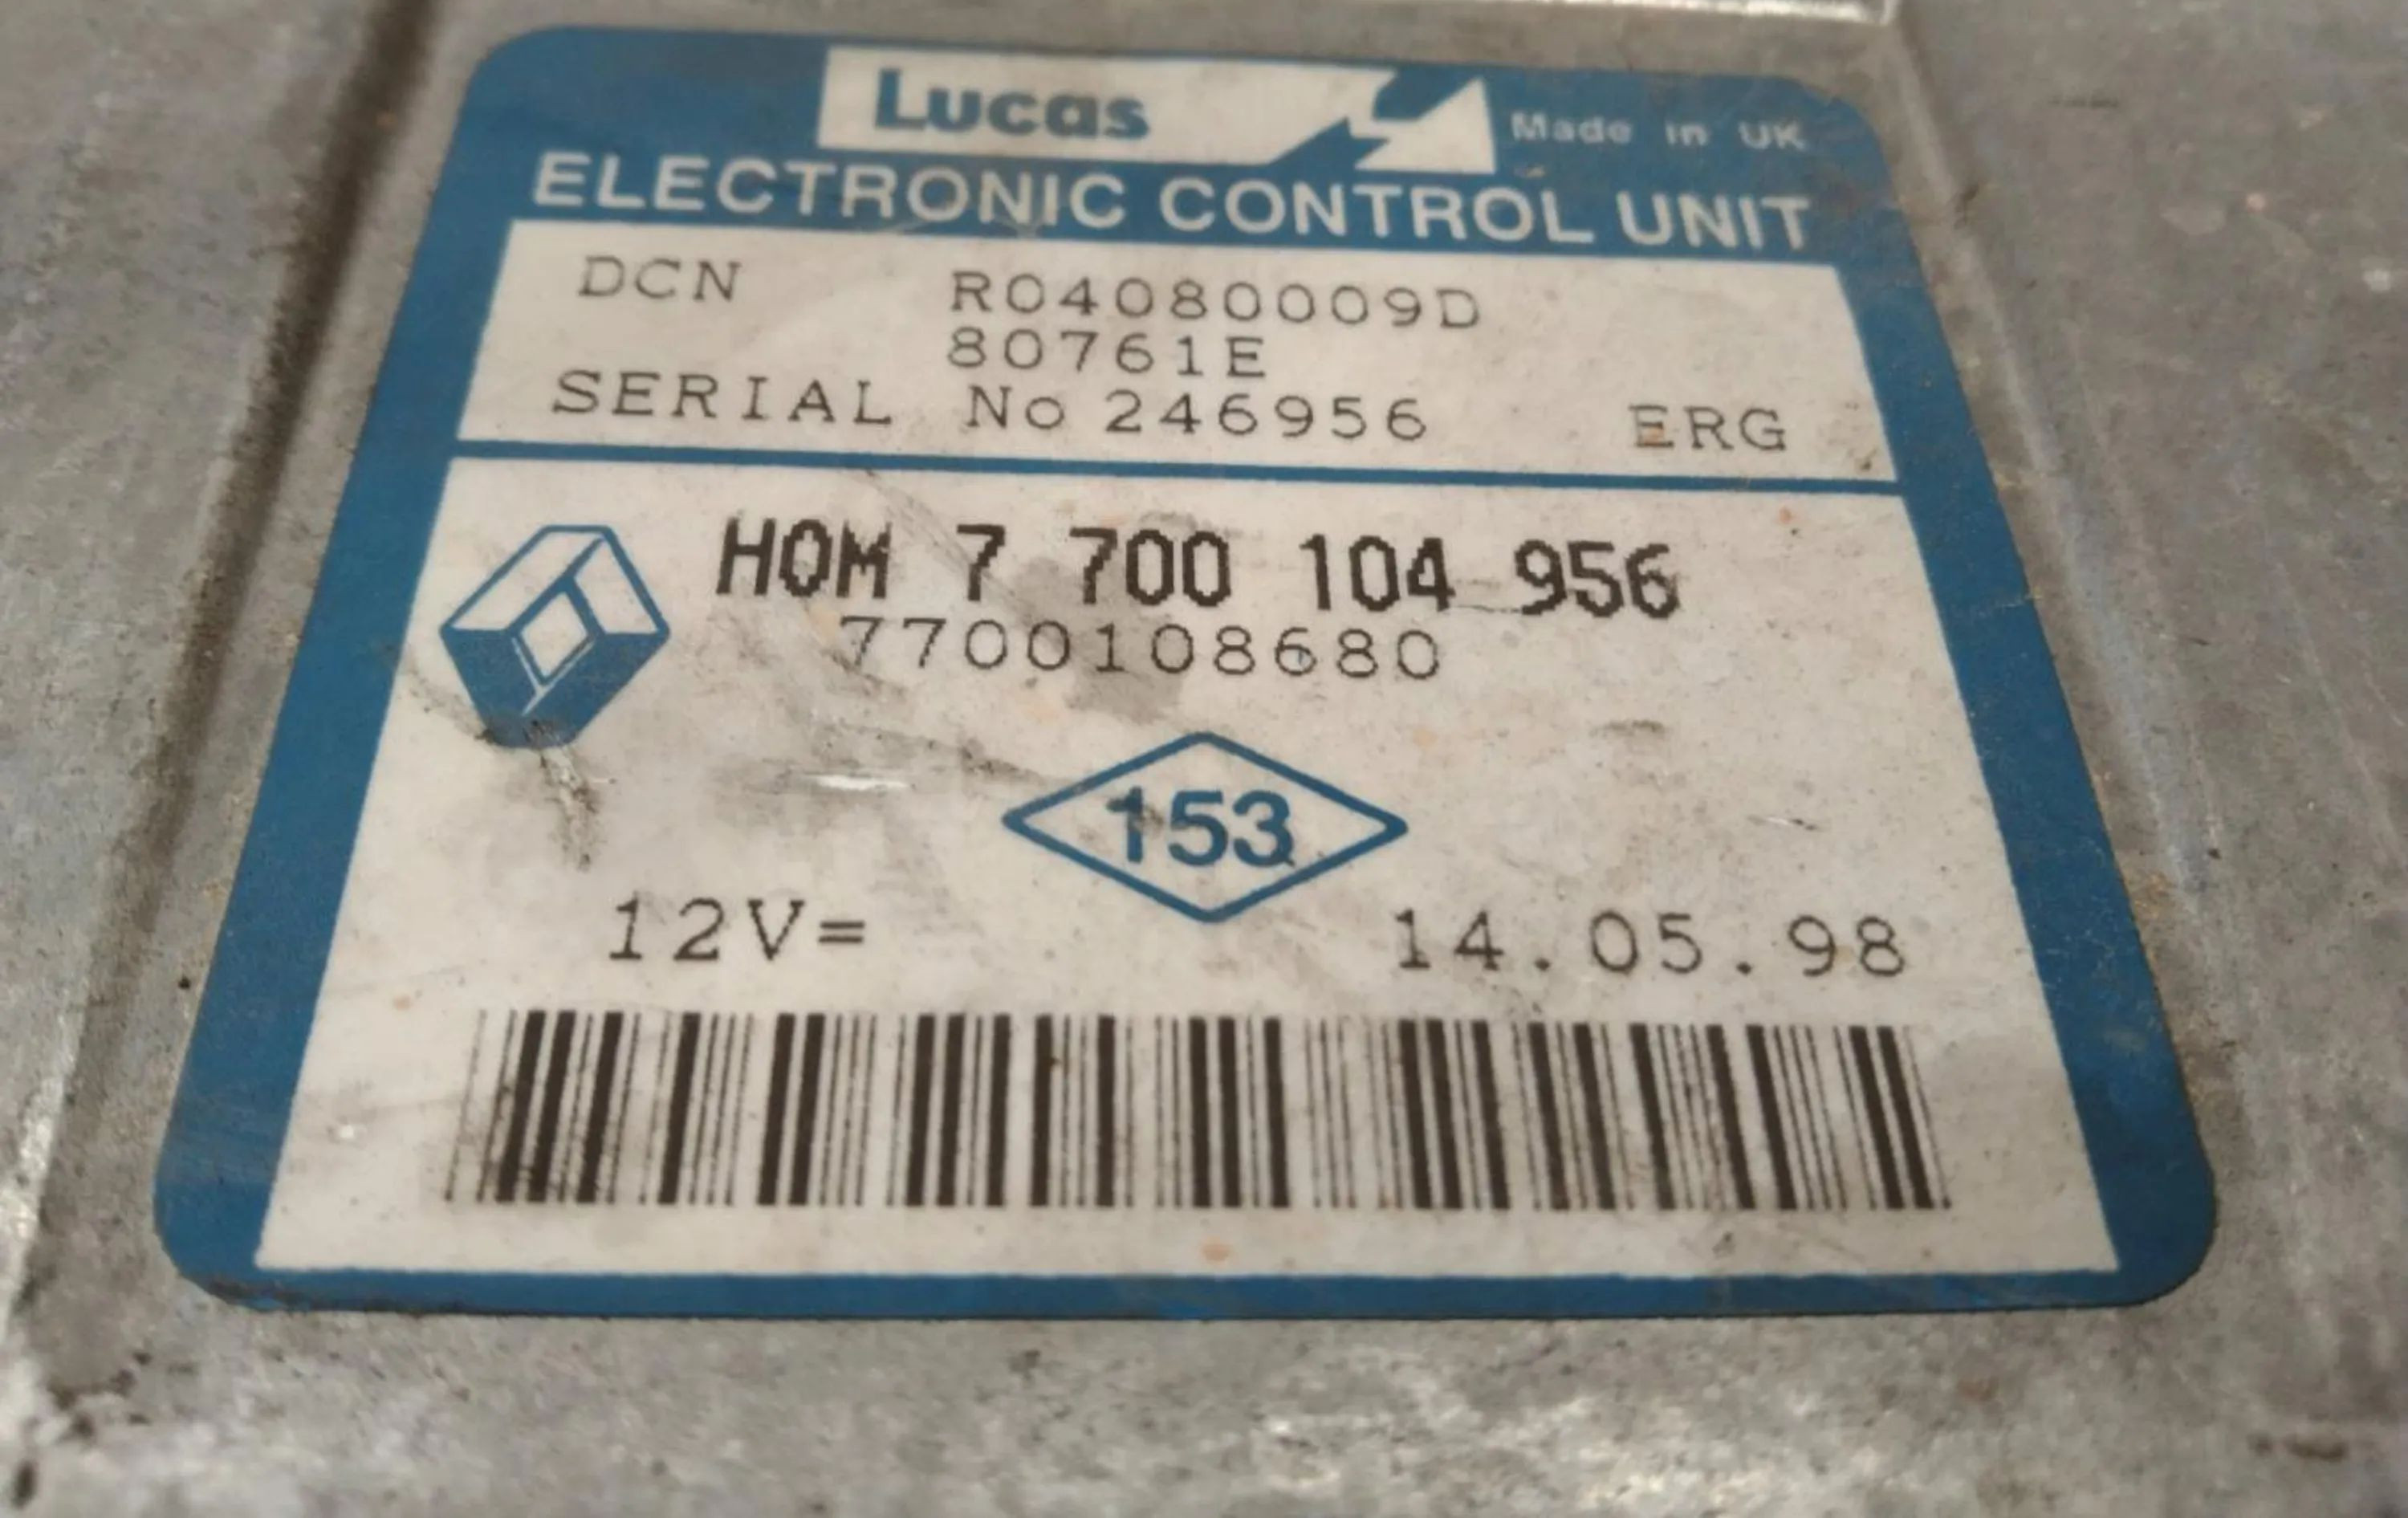 Lucas Made in UK
ELECTRONIC CONTROL UNIT
DCN R04080009D
80761E
SERIAL No 246956 ERG
HOM 7 700 104 956
7700108680
153
12V= 14.05.98